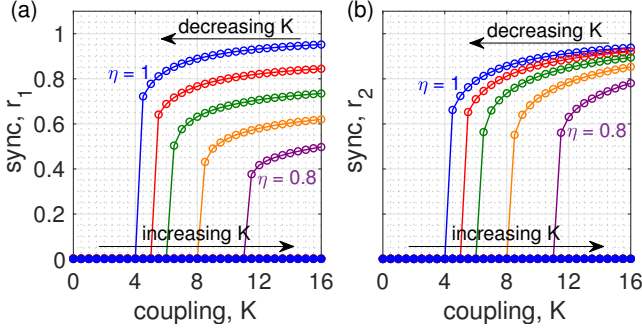 (a)
decreasing K
η = 1
η = 0.8
increasing K
sync, r1
1
0.8
0.6
0.4
0.2
0
0 4 8 12 16
coupling, K
(b)
decreasing K
η = 1
η = 0.8
increasing K
sync, r2
0 4 8 12 16
coupling, K